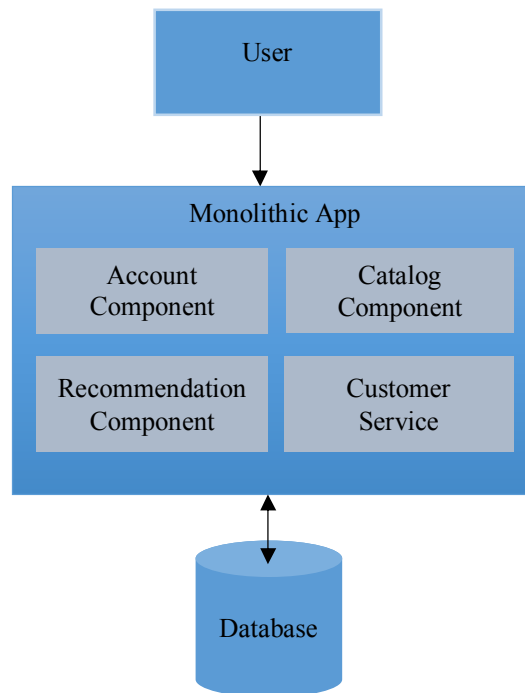 User
Monolithic App
Account
Component
Catalog
Component
Recommendation
Component
Customer
Service
Database